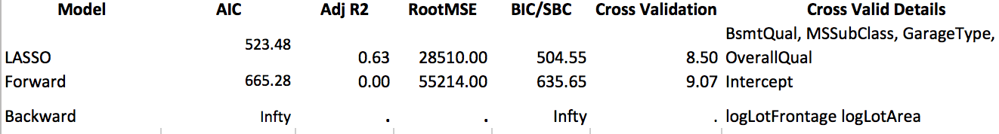 Model AIC Adj R2 RootMSE BIC/SBC Cross Validation Cross Valid Details
LASSO 523.48 0.63 28510.00 504.55 8.50 BsmtQual, MSSubClass, GarageType,
OverallQual
Forward 665.28 0.00 55214.00 635.65 9.07 Intercept
Backward Infty . . Infty . logLotFrontage logLotArea